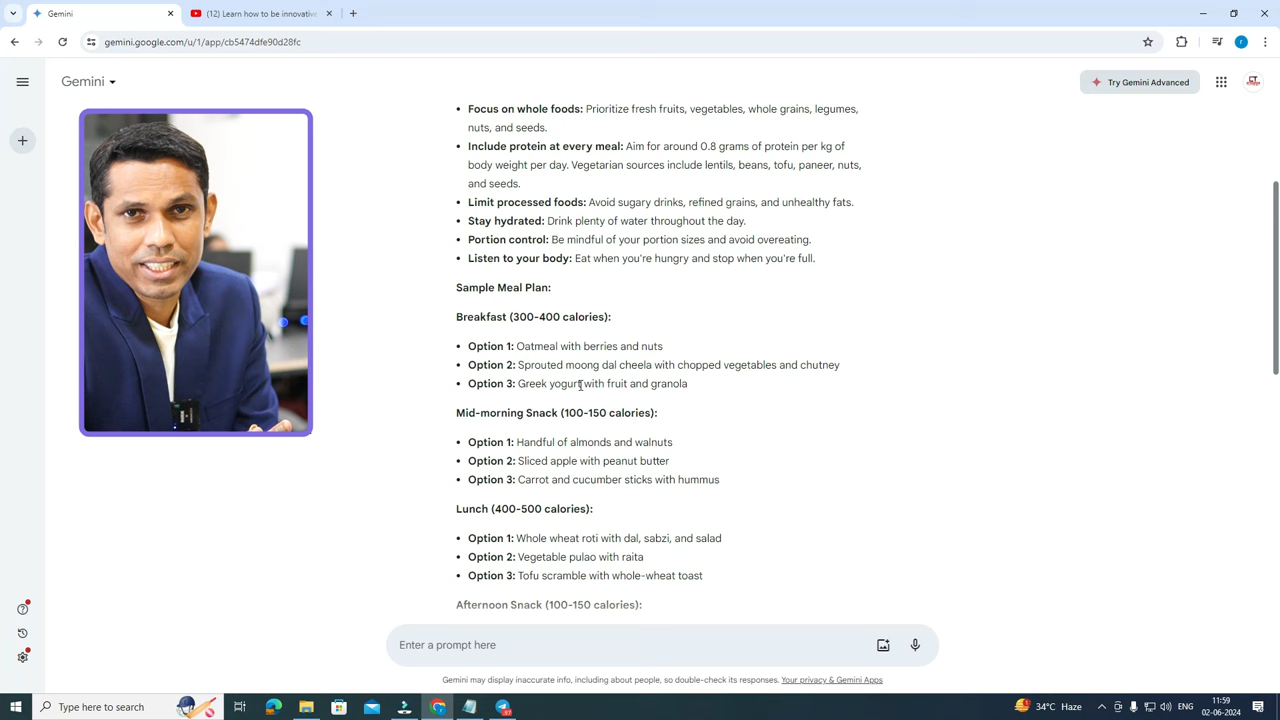 Gemini
(12) Learn how to be innovative
gemini.google.com/u/1/app/cb5474dfe90d28fc
Gemini
Try Gemini Advanced
Focus on whole foods: Prioritize fresh fruits, vegetables, whole grains, legumes,
nuts, and seeds.
Include protein at every meal: Aim for around 0.8 grams of protein per kg of
body weight per day. Vegetarian sources include lentils, beans, tofu, paneer, nuts,
and seeds.
Limit processed foods: Avoid sugary drinks, refined grains, and unhealthy fats.
Stay hydrated: Drink plenty of water throughout the day.
Portion control: Be mindful of your portion sizes and avoid overeating.
Listen to your body: Eat when you're hungry and stop when you're full.
Sample Meal Plan:
Breakfast (300-400 calories):
Option 1: Oatmeal with berries and nuts
Option 2: Sprouted moong dal cheela with chopped vegetables and chutney
Option 3: Greek yogurt with fruit and granola
Mid-morning Snack (100-150 calories):
Option 1: Handful of almonds and walnuts
Option 2: Sliced apple with peanut butter
Option 3: Carrot and cucumber sticks with hummus
Lunch (400-500 calories):
Option 1: Whole wheat roti with dal, sabzi, and salad
Option 2: Vegetable pulao with raita
Option 3: Tofu scramble with whole-wheat toast
Afternoon Snack (100-150 calories):
Enter a prompt here
Gemini may display inaccurate info, including about people, so double-check its responses. Your privacy & Gemini Apps
Type here to search
34°C Haze
ENG
11:59
02-06-2024